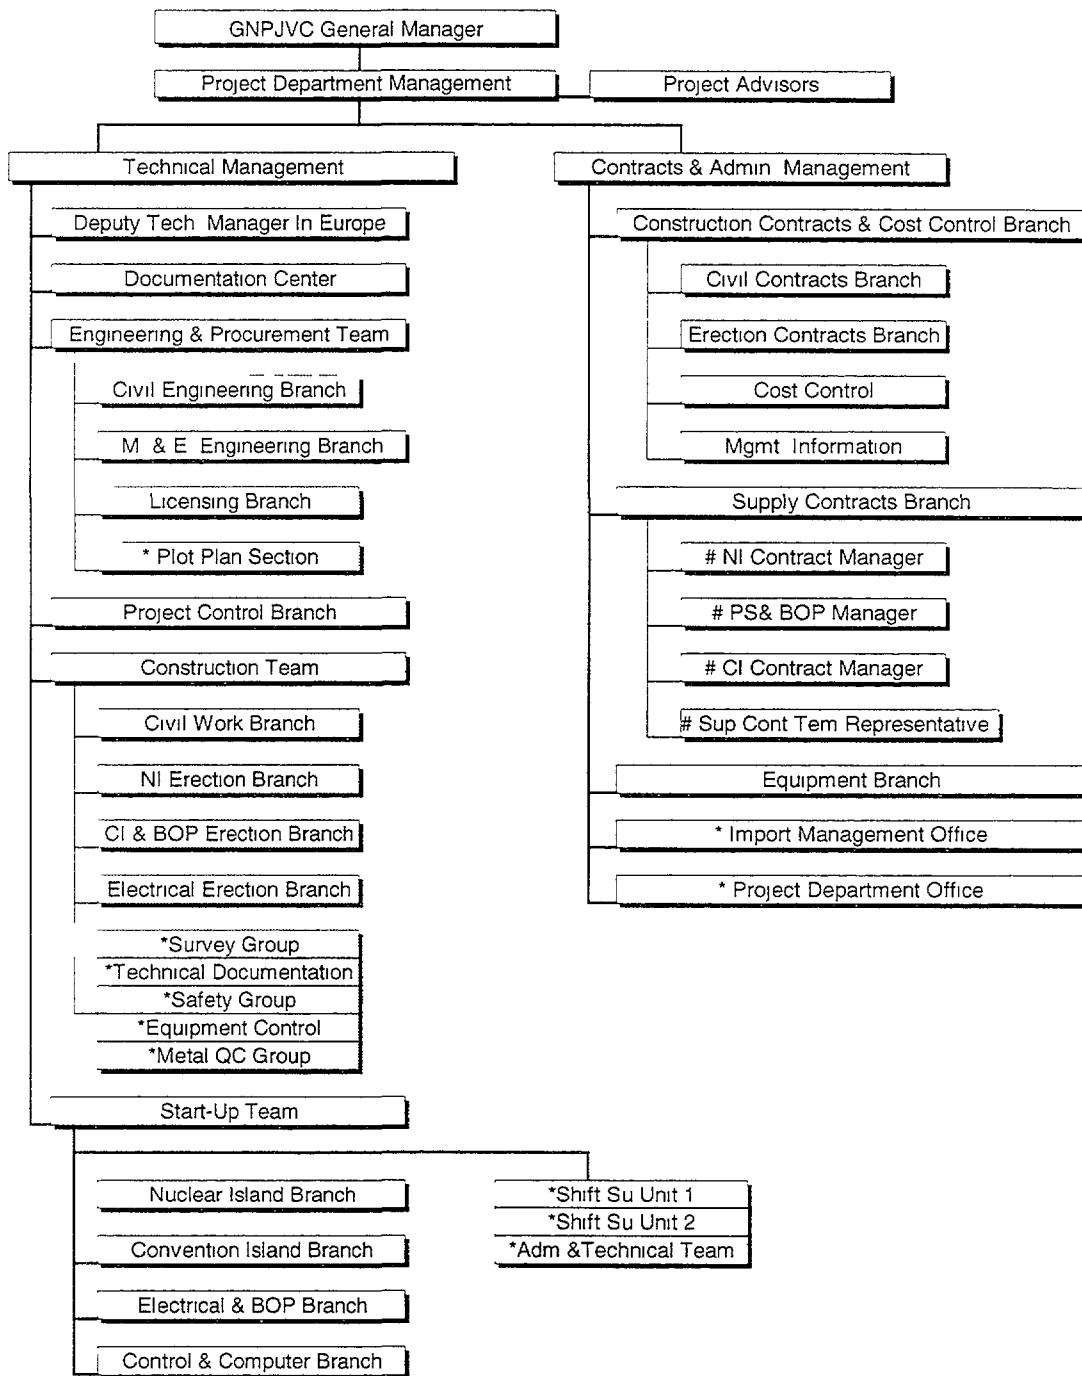 GNPJVC General Manager
Project Department Management
Project Advisors
Technical Management
Contracts & Admin Management
Deputy Tech Manager In Europe
Documentation Center
Engineering & Procurement Team
Civil Engineering Branch
M & E Engineering Branch
Licensing Branch
* Plot Plan Section
Project Control Branch
Construction Team
Civil Work Branch
NI Erection Branch
CI & BOP Erection Branch
Electrical Erection Branch
*Survey Group
*Technical Documentation
*Safety Group
*Equipment Control
*Metal QC Group
Start-Up Team
Nuclear Island Branch
Convention Island Branch
Electrical & BOP Branch
Control & Computer Branch
*Shift Su Unit 1
*Shift Su Unit 2
*Adm &Technical Team
Construction Contracts & Cost Control Branch
Civil Contracts Branch
Erection Contracts Branch
Cost Control
Mgmt Information
Supply Contracts Branch
# NI Contract Manager
# PS& BOP Manager
# CI Contract Manager
# Sup Cont Tem Representative
Equipment Branch
* Import Management Office
* Project Department Office